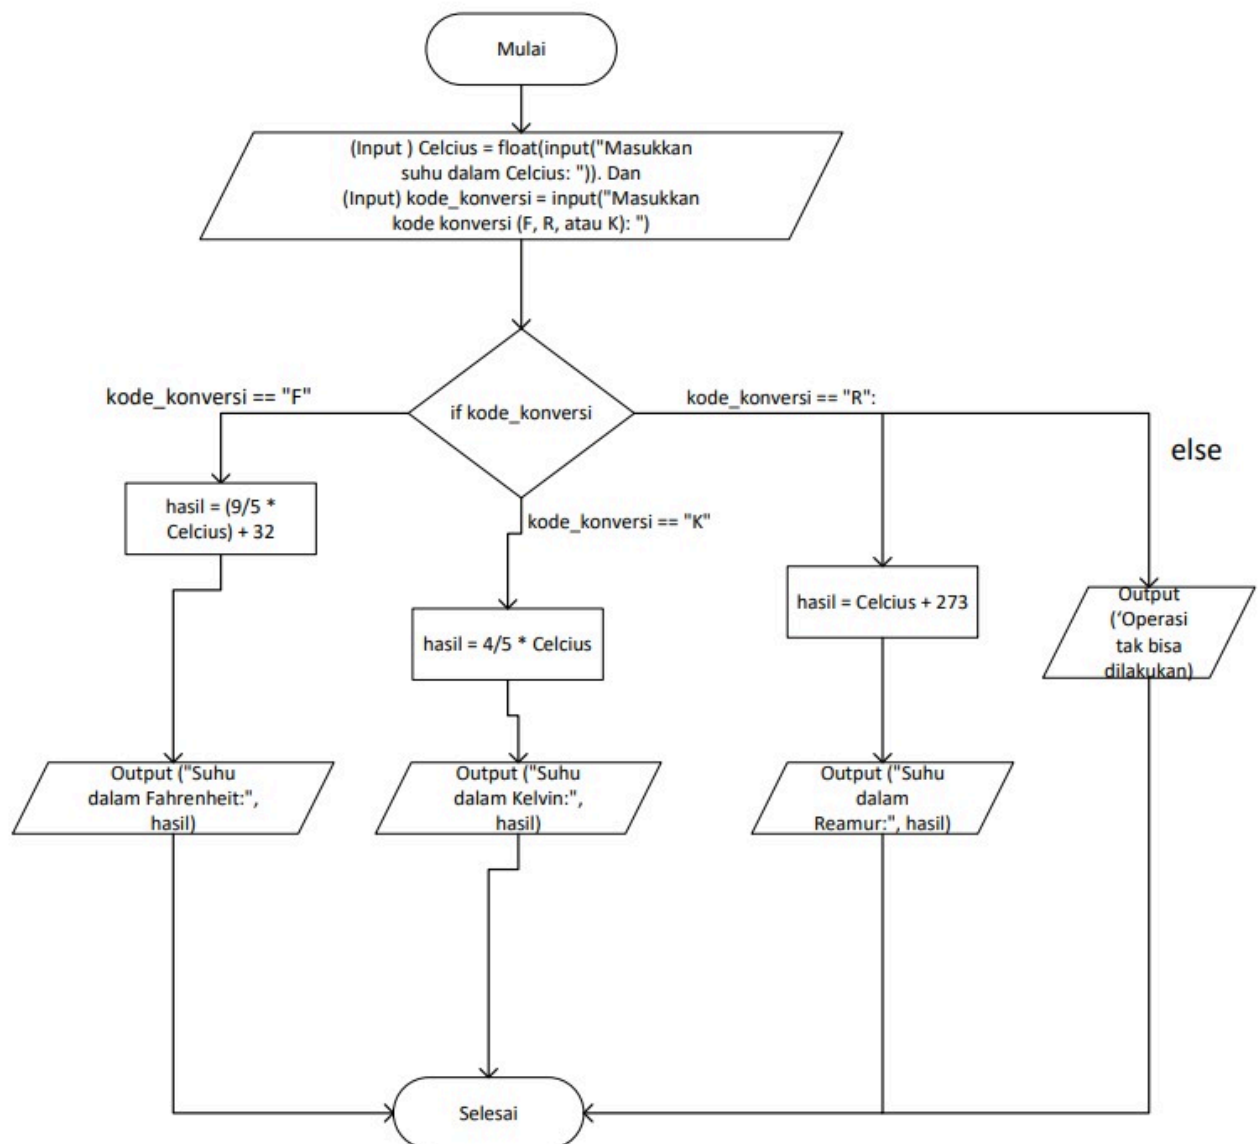 Mulai
(Input ) Celcius = float(input("Masukkan
suhu dalam Celcius: ")). Dan
(Input) kode_konversi = input("Masukkan
kode konversi (F, R, atau K): ")
kode_konversi == "F"
if kode_konversi
kode_konversi == "R":
else
hasil = (9/5 *
Celcius) + 32
kode_konversi == "K"
hasil = 4/5 * Celcius
hasil = Celcius + 273
Output
(‘Operasi
tak bisa
dilakukan)
Output ("Suhu
dalam Fahrenheit:",
hasil)
Output ("Suhu
dalam Kelvin:",
hasil)
Output ("Suhu
dalam
Reamur:", hasil)
Selesai